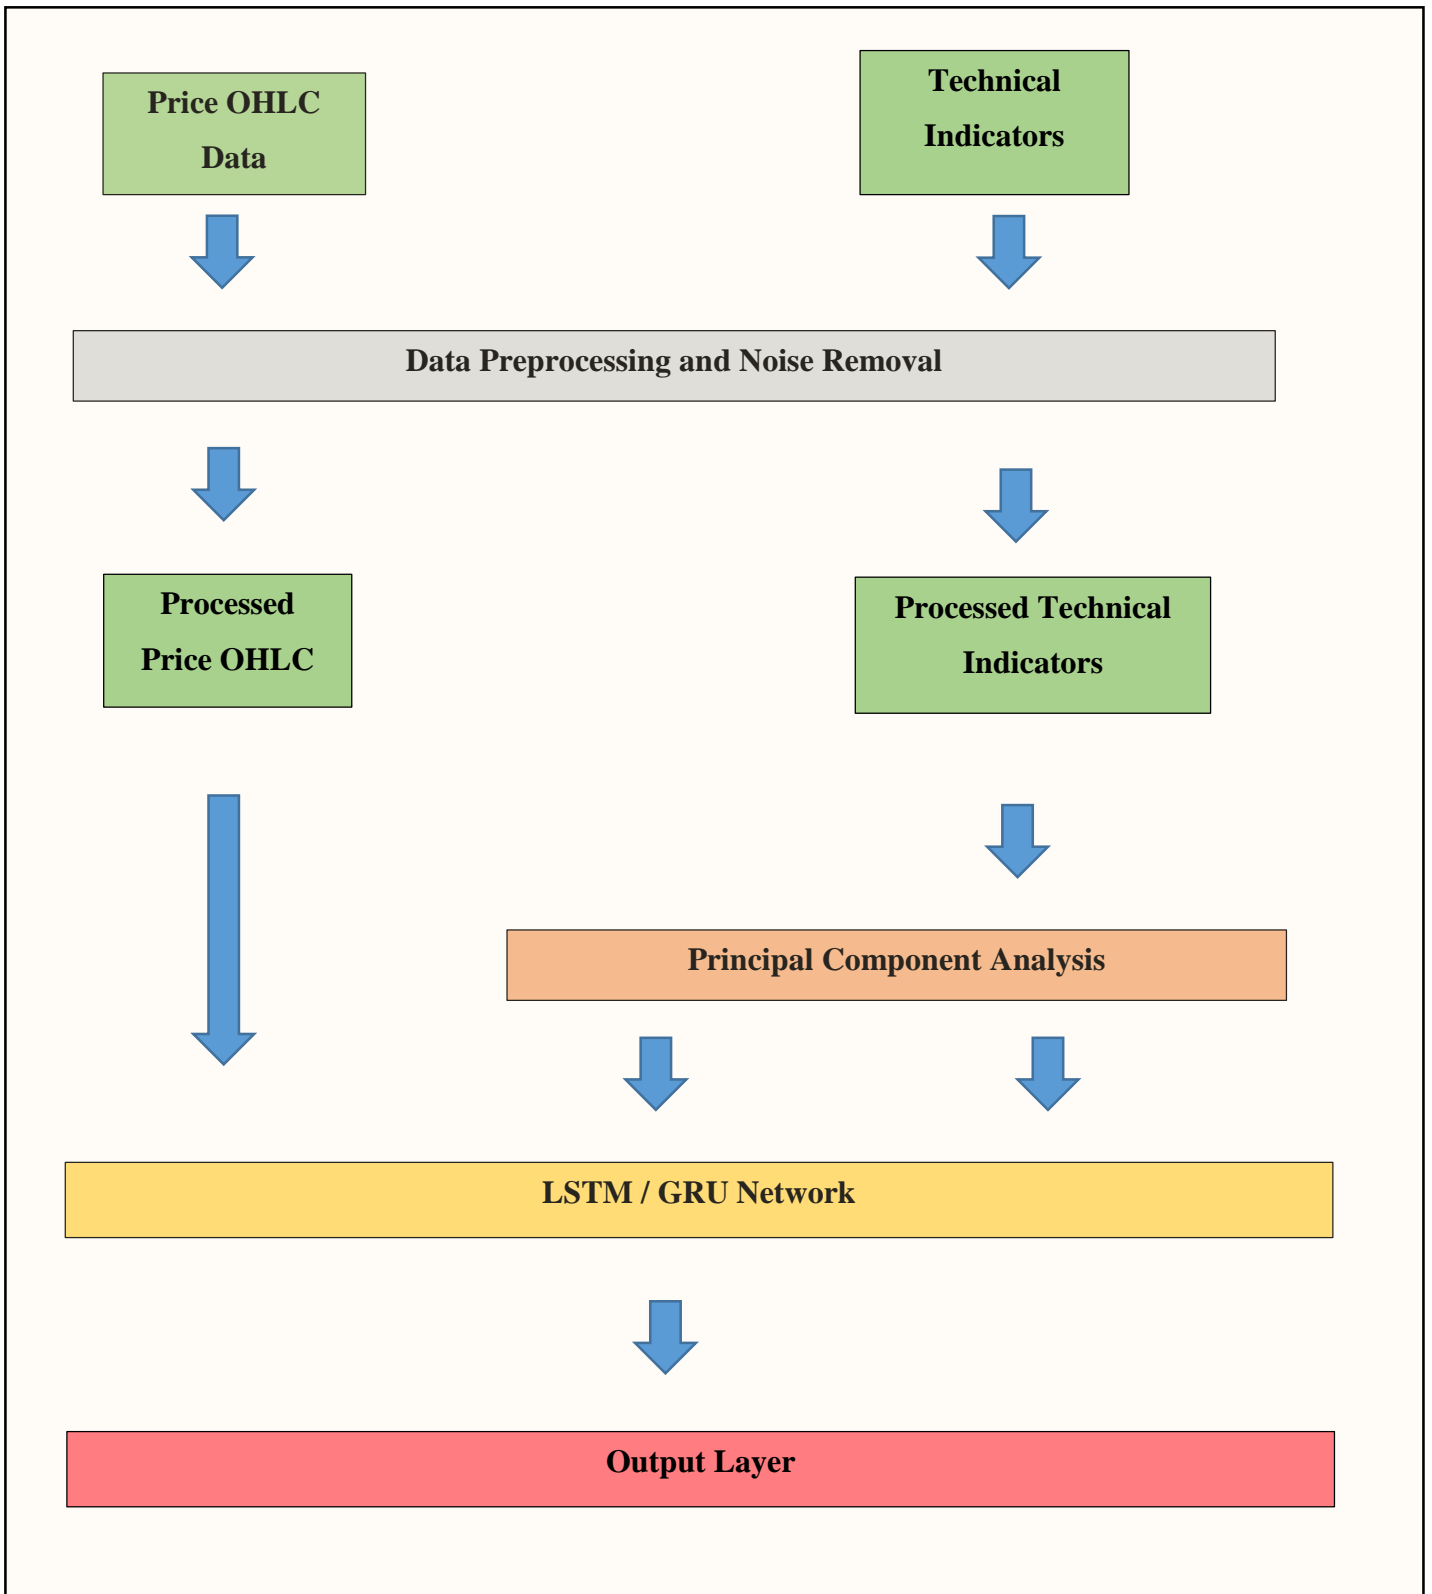 Price OHLC
Data
Technical
Indicators
Data Preprocessing and Noise Removal
Processed
Price OHLC
Processed Technical
Indicators
Principal Component Analysis
LSTM / GRU Network
Output Layer